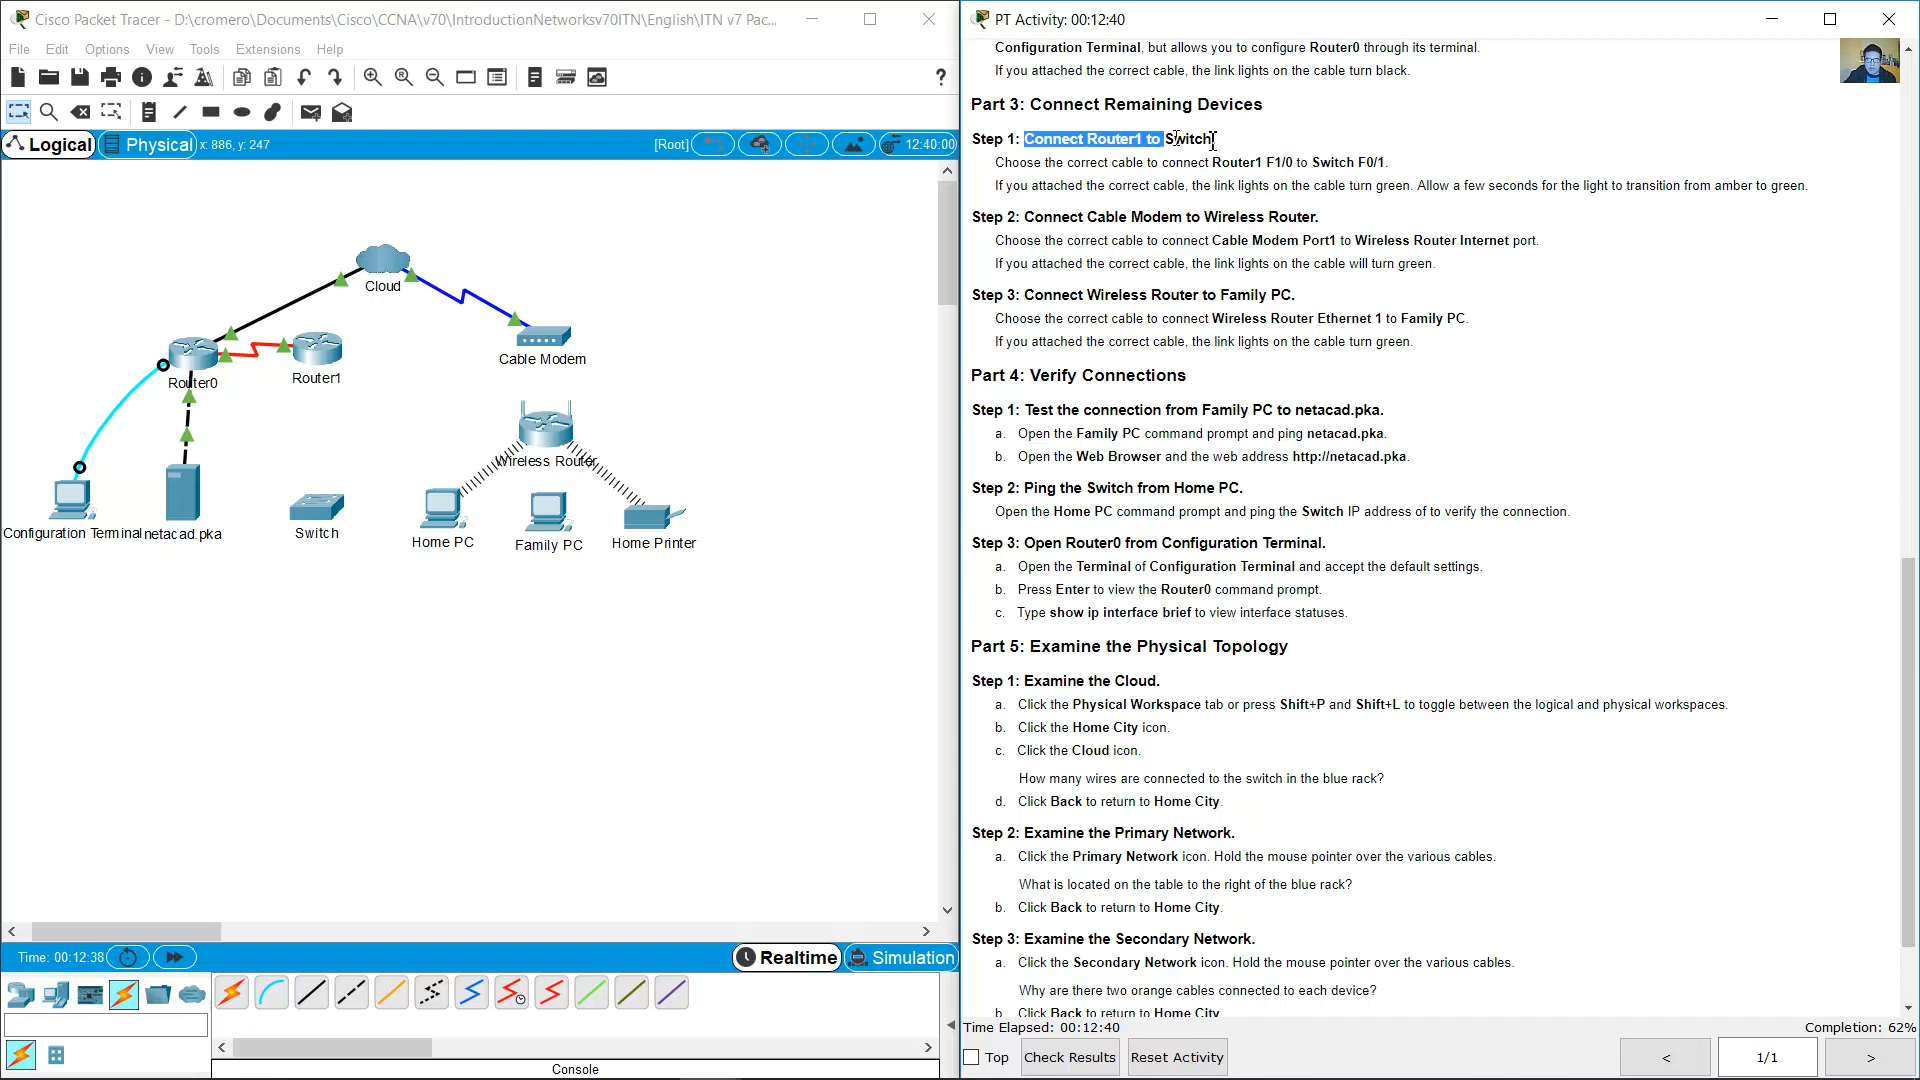 Cisco Packet Tracer - D:\cromero\Documents\Cisco\CCNA\v70\IntroductionNetworksv70ITN\English\ITN v7 Pac...
File Edit Options View Tools Extensions Help
?
Logical Physical x: 886, y: 247 [Root] 12:40:00
Cloud
Cable Modem
Router0
Router1
Wireless Router
Configuration Terminal
netacad.pka
Switch
Home PC
Family PC
Home Printer
Time: 00:12:38
Realtime Simulation
Console
PT Activity: 00:12:40
Configuration Terminal, but allows you to configure Router0 through its terminal.
If you attached the correct cable, the link lights on the cable turn black.
Part 3: Connect Remaining Devices
Step 1: Connect Router1 to Switch.
Choose the correct cable to connect Router1 F1/0 to Switch F0/1.
If you attached the correct cable, the link lights on the cable turn green. Allow a few seconds for the light to transition from amber to green.
Step 2: Connect Cable Modem to Wireless Router.
Choose the correct cable to connect Cable Modem Port1 to Wireless Router Internet port.
If you attached the correct cable, the link lights on the cable will turn green.
Step 3: Connect Wireless Router to Family PC.
Choose the correct cable to connect Wireless Router Ethernet 1 to Family PC.
If you attached the correct cable, the link lights on the cable turn green.
Part 4: Verify Connections
Step 1: Test the connection from Family PC to netacad.pka.
a. Open the Family PC command prompt and ping netacad.pka.
b. Open the Web Browser and the web address http://netacad.pka.
Step 2: Ping the Switch from Home PC.
Open the Home PC command prompt and ping the Switch IP address of to verify the connection.
Step 3: Open Router0 from Configuration Terminal.
a. Open the Terminal of Configuration Terminal and accept the default settings.
b. Press Enter to view the Router0 command prompt.
c. Type show ip interface brief to view interface statuses.
Part 5: Examine the Physical Topology
Step 1: Examine the Cloud.
a. Click the Physical Workspace tab or press Shift+P and Shift+L to toggle between the logical and physical workspaces.
b. Click the Home City icon.
c. Click the Cloud icon.
How many wires are connected to the switch in the blue rack?
d. Click Back to return to Home City.
Step 2: Examine the Primary Network.
a. Click the Primary Network icon. Hold the mouse pointer over the various cables.
What is located on the table to the right of the blue rack?
b. Click Back to return to Home City.
Step 3: Examine the Secondary Network.
a. Click the Secondary Network icon. Hold the mouse pointer over the various cables.
Why are there two orange cables connected to each device?
b. Click Back to return to Home City
Time Elapsed: 00:12:40 Completion: 62%
Top Check Results Reset Activity < 1/1 >